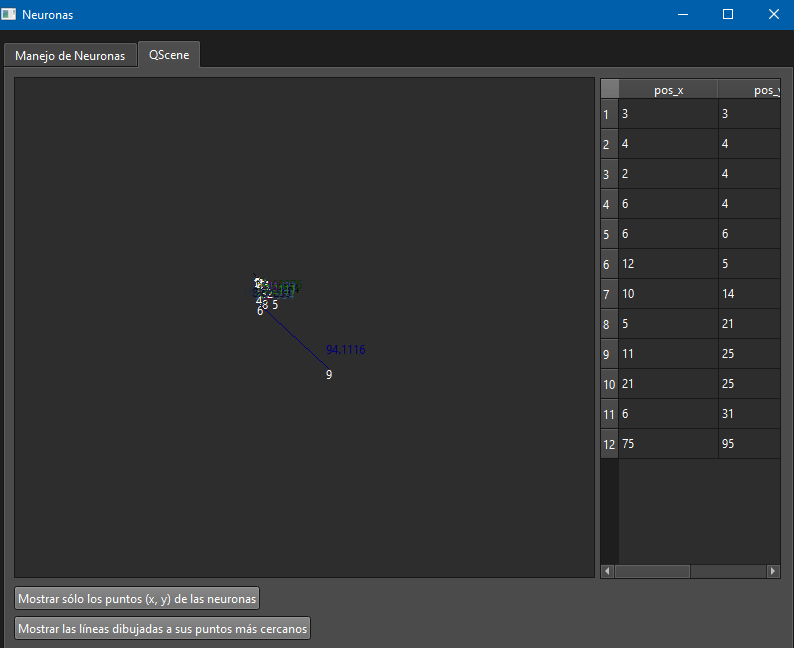 Neuronas
Manejo de Neuronas QScene
pos_x pos_y
1 3 3
2 4 4
3 2 4
4 6 4
5 6 6
6 12 5
7 10 14
8 5 21
9 11 25
10 21 25
11 6 31
12 75 95
4 8 5
6
94.1116
9
Mostrar sólo los puntos (x, y) de las neuronas
Mostrar las líneas dibujadas a sus puntos más cercanos